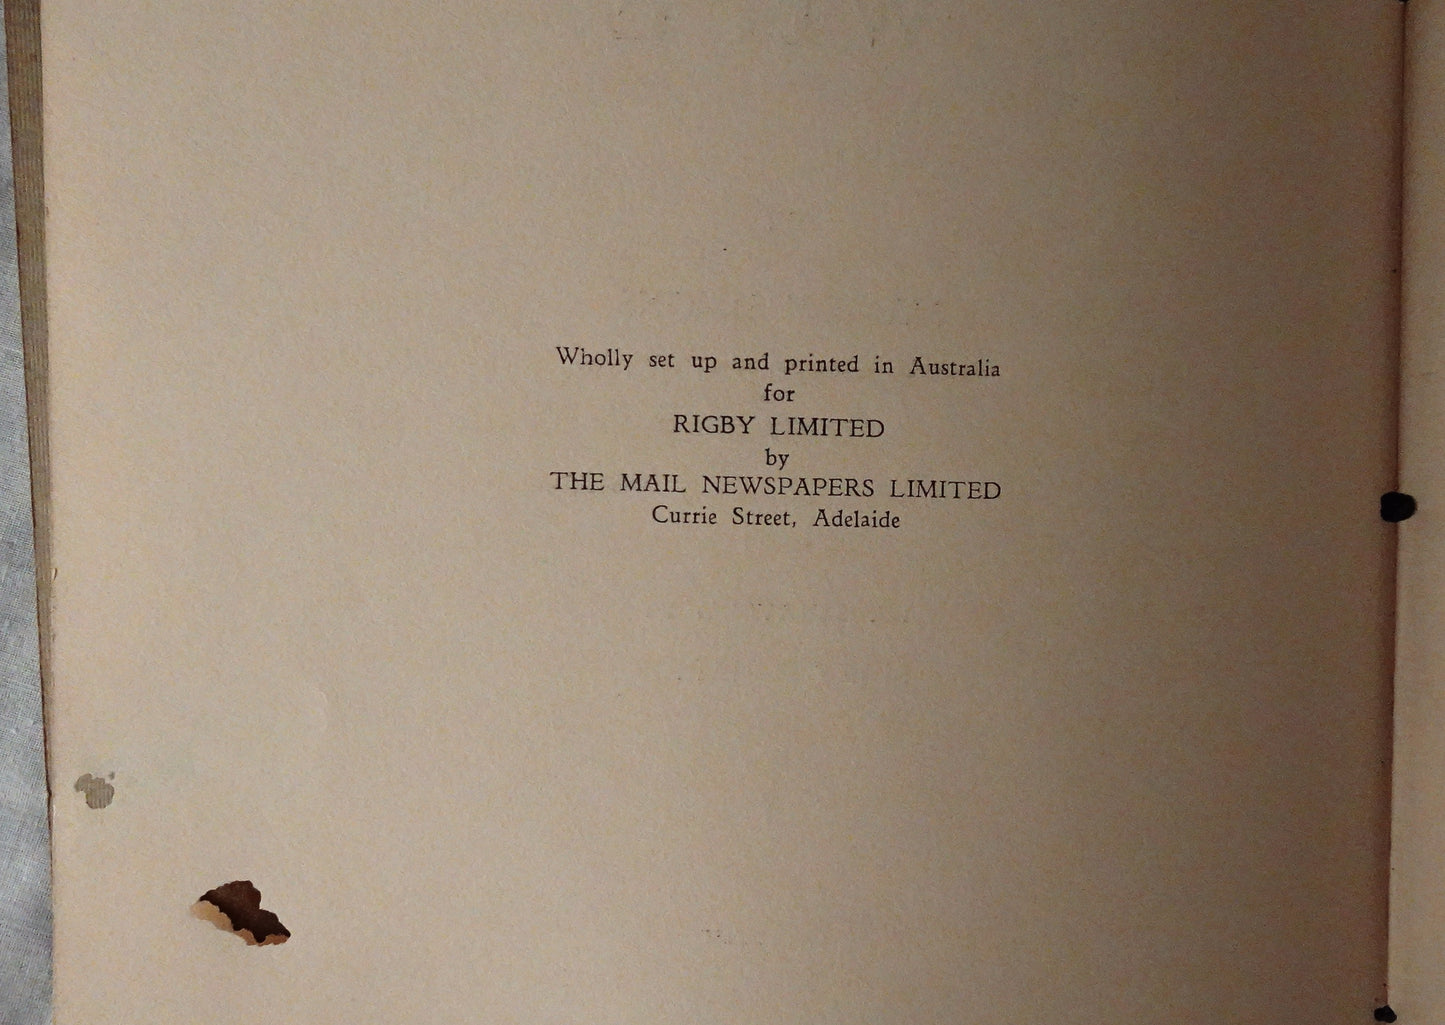 Wholly set up and printed in Australia
for
RIGBY LIMITED
by
THE MAIL NEWSPAPERS LIMITED
Currie Street, Adelaide